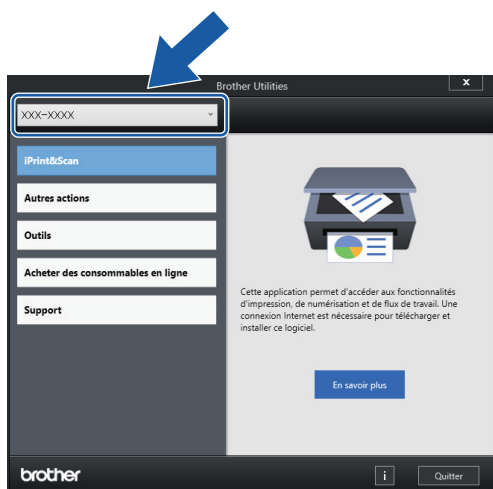 Brother Utilities
X
XXX-XXXX
iPrint&Scan
Autres actions
Outils
Acheter des consommables en ligne
Support
Cette application permet d'accéder aux fonctionnalités
d'impression, de numérisation et de flux de travail. Une
connexion Internet est nécessaire pour télécharger et
installer ce logiciel.
En savoir plus
brother
i
Quitter